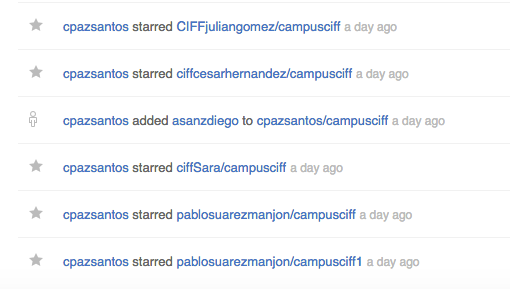 cpazsantos starred CIFFjuliangomez/campusciff a day ago
cpazsantos starred ciffcesarhernandez/campusciff a day ago
cpazsantos added asanzdiego to cpazsantos/campusciff a day ago
cpazsantos starred ciffSara/campusciff a day ago
cpazsantos starred pablosuarezmanjon/campusciff a day ago
cpazsantos starred pablosuarezmanjon/campusciff1 a day ago